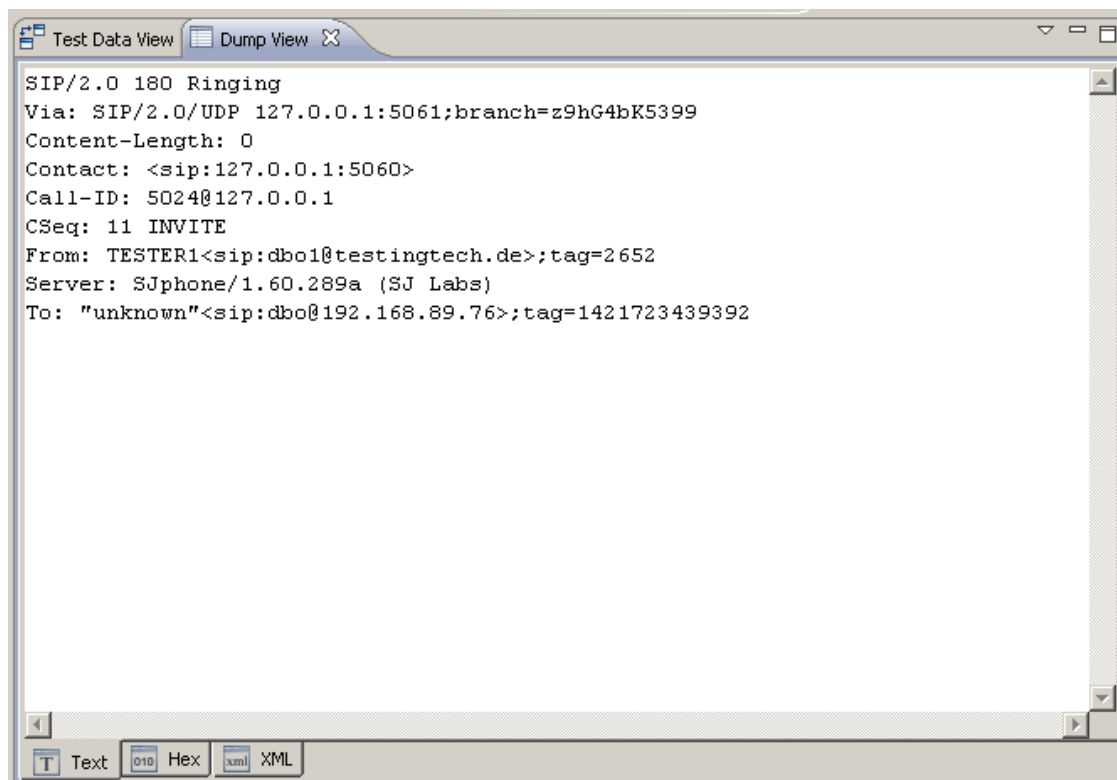 Test Data View Dump View
SIP/2.0 180 Ringing
Via: SIP/2.0/UDP 127.0.0.1:5061;branch=z9hG4bK5399
Content-Length: 0
Contact: <sip:127.0.0.1:5060>
Call-ID: 5024@127.0.0.1
CSeq: 11 INVITE
From: TESTER1<sip:dbo1@testingtech.de>;tag=2652
Server: SJphone/1.60.289a (SJ Labs)
To: "unknown"<sip:dbo@192.168.89.76>;tag=1421723439392
T Text 010 Hex xml XML